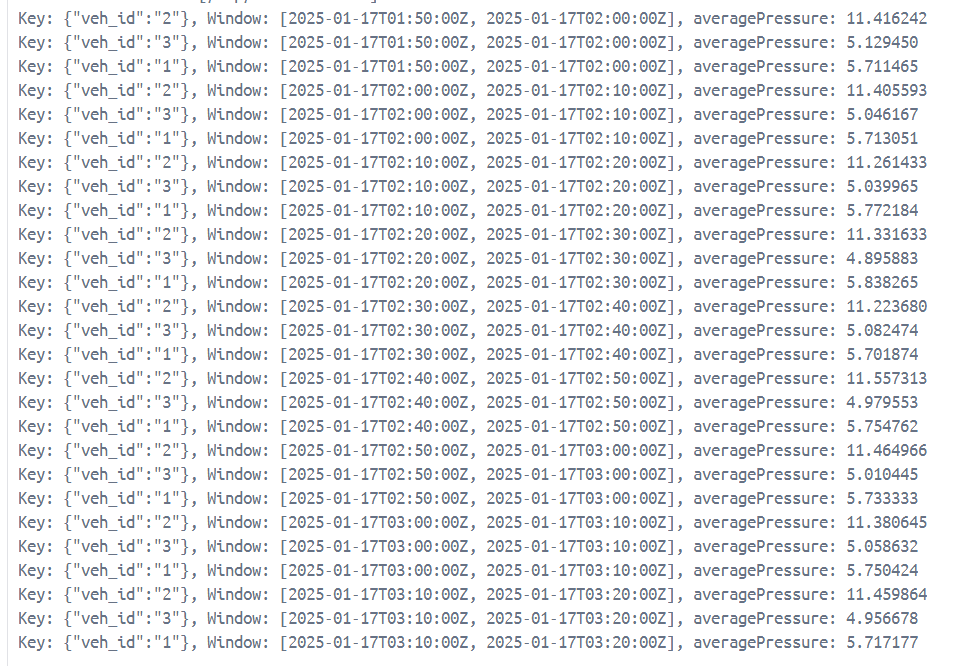 Key: {"veh_id":"2"}, Window: [2025-01-17T01:50:00Z, 2025-01-17T02:00:00Z], averagePressure: 11.416242
Key: {"veh_id":"3"}, Window: [2025-01-17T01:50:00Z, 2025-01-17T02:00:00Z], averagePressure: 5.129450
Key: {"veh_id":"1"}, Window: [2025-01-17T01:50:00Z, 2025-01-17T02:00:00Z], averagePressure: 5.711465
Key: {"veh_id":"2"}, Window: [2025-01-17T02:00:00Z, 2025-01-17T02:10:00Z], averagePressure: 11.405593
Key: {"veh_id":"3"}, Window: [2025-01-17T02:00:00Z, 2025-01-17T02:10:00Z], averagePressure: 5.046167
Key: {"veh_id":"1"}, Window: [2025-01-17T02:00:00Z, 2025-01-17T02:10:00Z], averagePressure: 5.713051
Key: {"veh_id":"2"}, Window: [2025-01-17T02:10:00Z, 2025-01-17T02:20:00Z], averagePressure: 11.261433
Key: {"veh_id":"3"}, Window: [2025-01-17T02:10:00Z, 2025-01-17T02:20:00Z], averagePressure: 5.039965
Key: {"veh_id":"1"}, Window: [2025-01-17T02:10:00Z, 2025-01-17T02:20:00Z], averagePressure: 5.772184
Key: {"veh_id":"2"}, Window: [2025-01-17T02:20:00Z, 2025-01-17T02:30:00Z], averagePressure: 11.331633
Key: {"veh_id":"3"}, Window: [2025-01-17T02:20:00Z, 2025-01-17T02:30:00Z], averagePressure: 4.895883
Key: {"veh_id":"1"}, Window: [2025-01-17T02:20:00Z, 2025-01-17T02:30:00Z], averagePressure: 5.838265
Key: {"veh_id":"2"}, Window: [2025-01-17T02:30:00Z, 2025-01-17T02:40:00Z], averagePressure: 11.223680
Key: {"veh_id":"3"}, Window: [2025-01-17T02:30:00Z, 2025-01-17T02:40:00Z], averagePressure: 5.082474
Key: {"veh_id":"1"}, Window: [2025-01-17T02:30:00Z, 2025-01-17T02:40:00Z], averagePressure: 5.701874
Key: {"veh_id":"2"}, Window: [2025-01-17T02:40:00Z, 2025-01-17T02:50:00Z], averagePressure: 11.557313
Key: {"veh_id":"3"}, Window: [2025-01-17T02:40:00Z, 2025-01-17T02:50:00Z], averagePressure: 4.979553
Key: {"veh_id":"1"}, Window: [2025-01-17T02:40:00Z, 2025-01-17T02:50:00Z], averagePressure: 5.754762
Key: {"veh_id":"2"}, Window: [2025-01-17T02:50:00Z, 2025-01-17T03:00:00Z], averagePressure: 11.464966
Key: {"veh_id":"3"}, Window: [2025-01-17T02:50:00Z, 2025-01-17T03:00:00Z], averagePressure: 5.010445
Key: {"veh_id":"1"}, Window: [2025-01-17T02:50:00Z, 2025-01-17T03:00:00Z], averagePressure: 5.733333
Key: {"veh_id":"2"}, Window: [2025-01-17T03:00:00Z, 2025-01-17T03:10:00Z], averagePressure: 11.380645
Key: {"veh_id":"3"}, Window: [2025-01-17T03:00:00Z, 2025-01-17T03:10:00Z], averagePressure: 5.058632
Key: {"veh_id":"1"}, Window: [2025-01-17T03:00:00Z, 2025-01-17T03:10:00Z], averagePressure: 5.750424
Key: {"veh_id":"2"}, Window: [2025-01-17T03:10:00Z, 2025-01-17T03:20:00Z], averagePressure: 11.459864
Key: {"veh_id":"3"}, Window: [2025-01-17T03:10:00Z, 2025-01-17T03:20:00Z], averagePressure: 4.956678
Key: {"veh_id":"1"}, Window: [2025-01-17T03:10:00Z, 2025-01-17T03:20:00Z], averagePressure: 5.717177